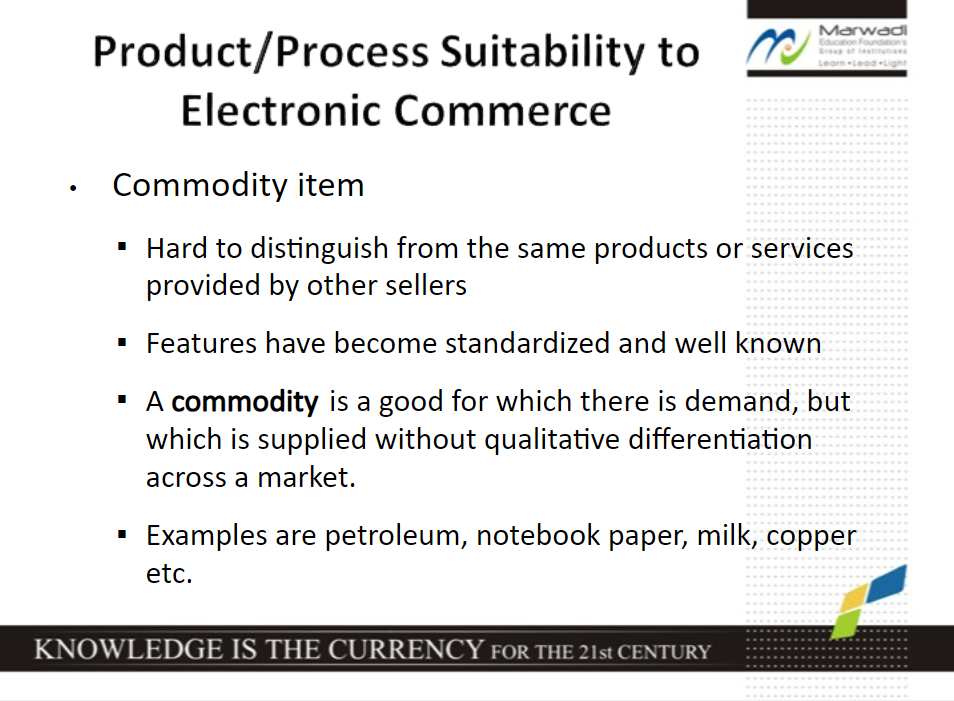 Product/Process Suitability to
Electronic Commerce
Marwadi
Education Foundation's
Group of Institutions
Learn •Lead •Light
• Commodity item
▪ Hard to distinguish from the same products or services
provided by other sellers
▪ Features have become standardized and well known
▪ A commodity is a good for which there is demand, but
which is supplied without qualitative differentiation
across a market.
▪ Examples are petroleum, notebook paper, milk, copper
etc.
KNOWLEDGE IS THE CURRENCY FOR THE 21st CENTURY